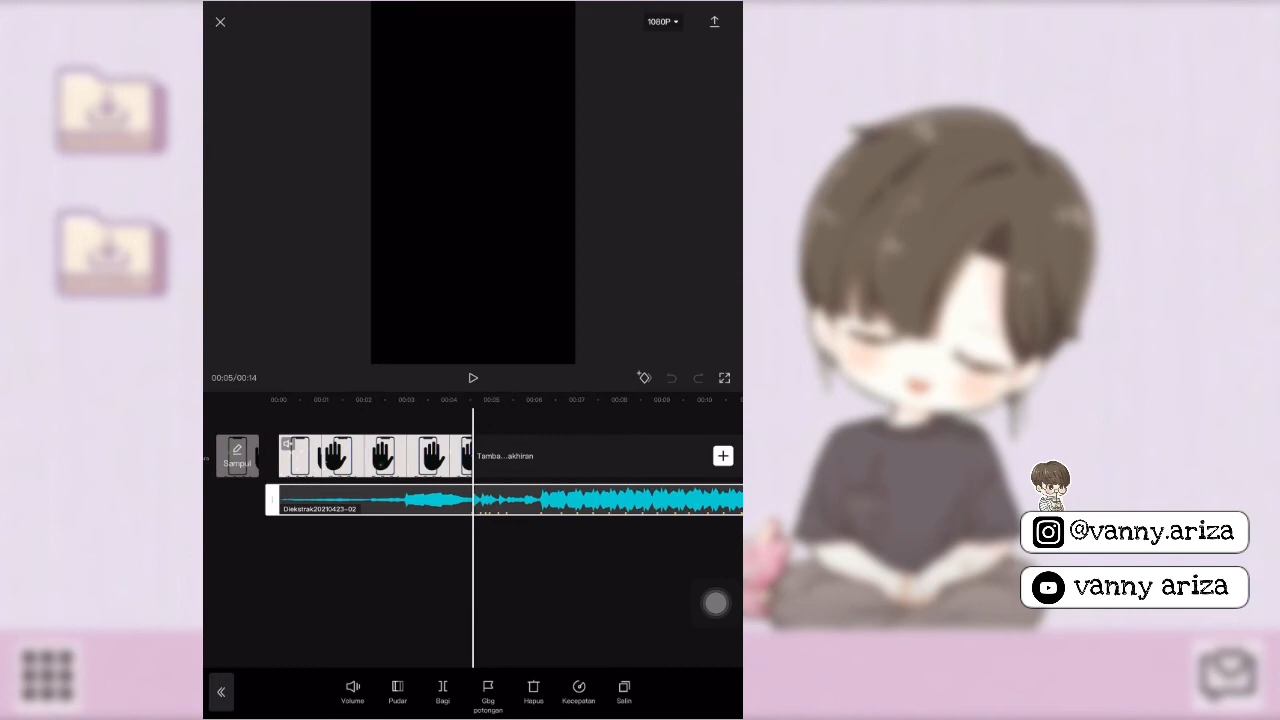 1080P
00:05/00:14
00:00 00:01 00:02 00:03 00:04 00:05 00:06 00:07 00:08 00:09 00:10
Sampul
Tamba...akhiran
Diekstrak20210423-02
@vanny.ariza
vanny ariza
Volume Pudar Bagi Gbg potongan Hapus Kecepatan Salin